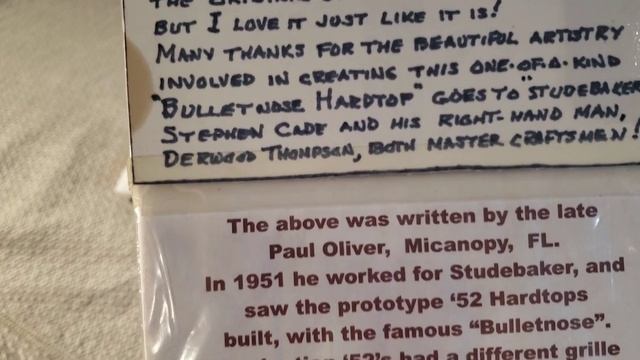 THE ORIGINAL
BUT I LOVE IT JUST LIKE IT IS!
MANY THANKS FOR THE BEAUTIFUL ARTISTRY
INVOLVED IN CREATING THIS ONE-OF-A-KIND
"BULLETNOSE HARDTOP" GOES TO "STUDEBAKER
STEPHEN CADE AND HIS RIGHT-HAND MAN,
DERWOOD THOMPSON, BOTH MASTER CRAFTSMEN!
The above was written by the late
Paul Oliver, Micanopy, FL.
In 1951 he worked for Studebaker, and
saw the prototype '52 Hardtops
built, with the famous "Bulletnose".
'52's had a different grille